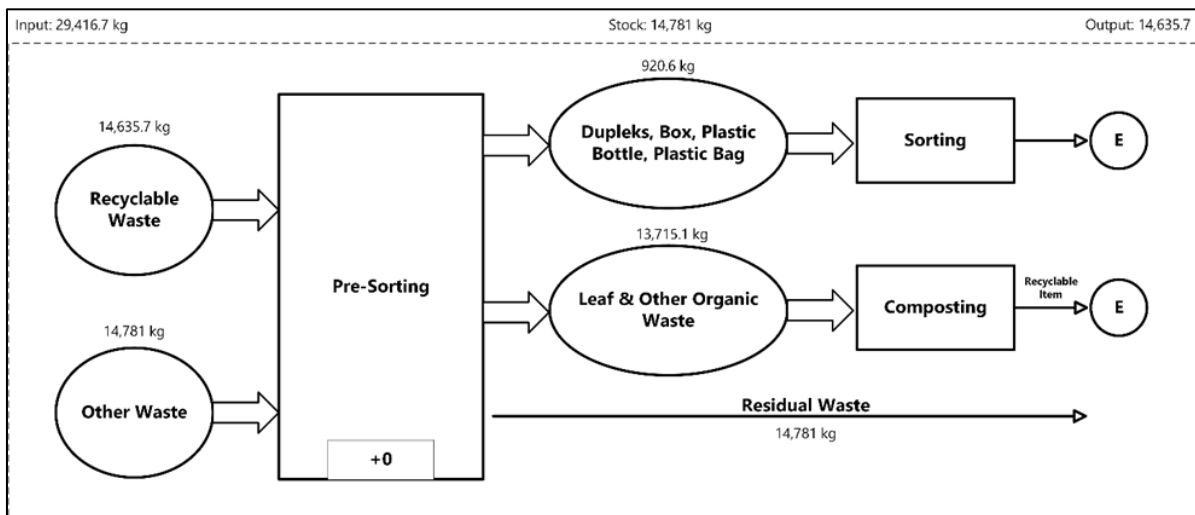 Input: 29,416.7 kg
Stock: 14,781 kg
Output: 14,635.7
14,635.7 kg
Recyclable
Waste
14,781 kg
Other Waste
Pre-Sorting
+0
920.6 kg
Dupleks, Box, Plastic
Bottle, Plastic Bag
Sorting
E
13,715.1 kg
Leaf & Other Organic
Waste
Composting
Recyclable
Item
E
Residual Waste
14,781 kg